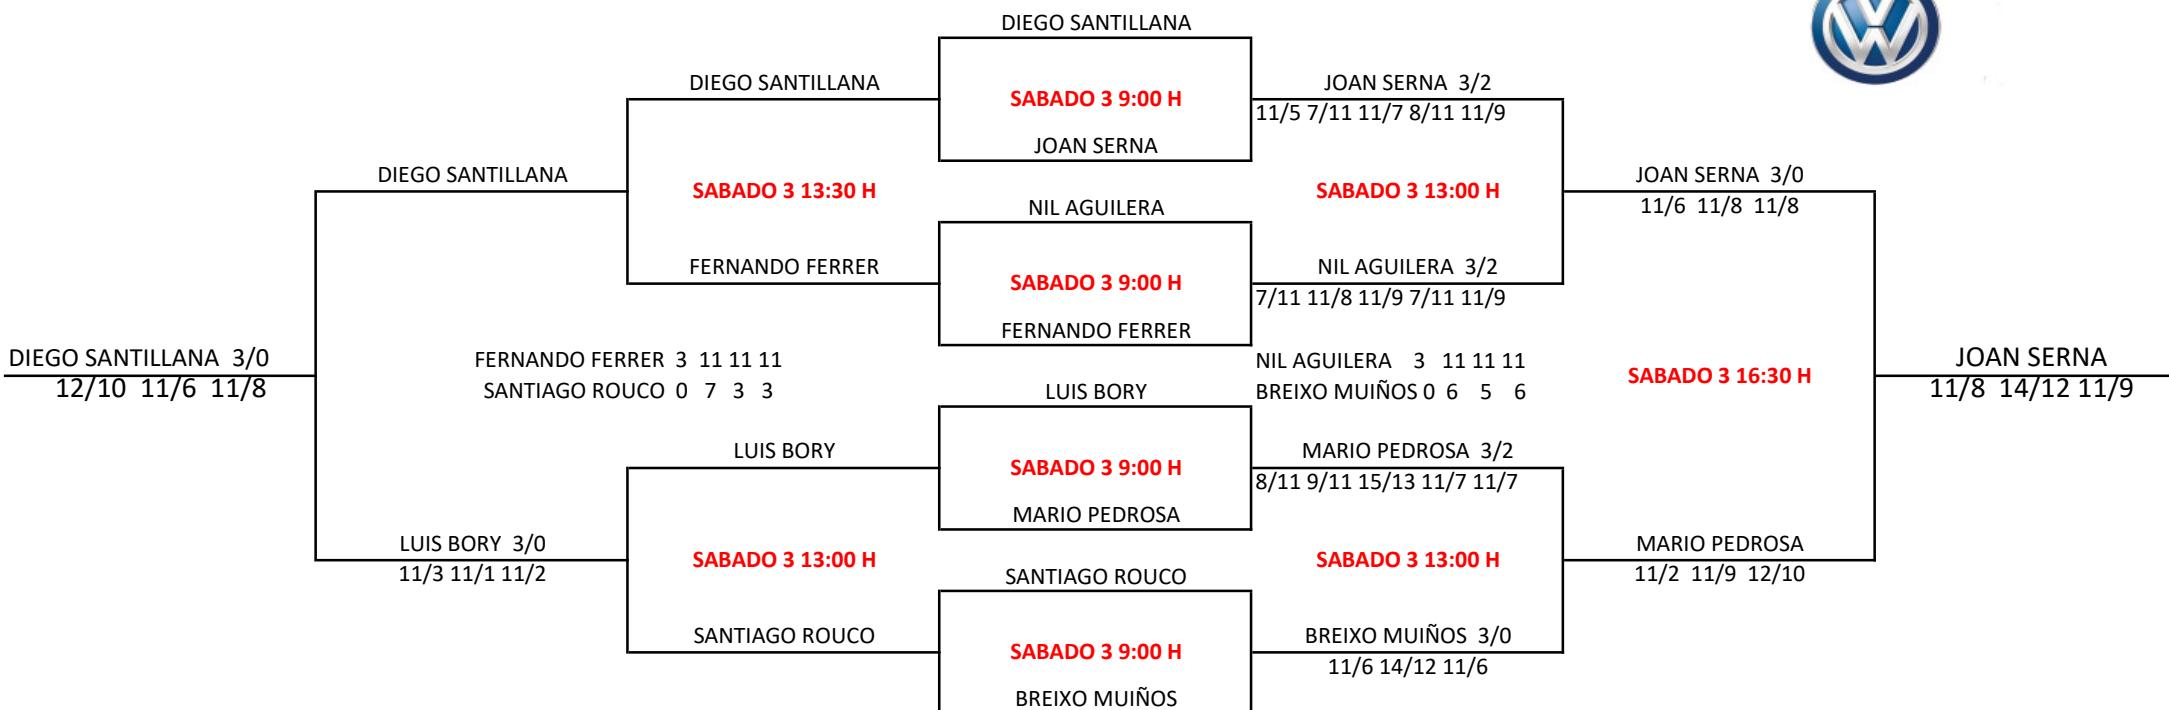 DIEGO SANTILLANA
DIEGO SANTILLANA
JOAN SERNA 3/2
SABADO 3 9:00 H
11/5 7/11 11/7 8/11 11/9
JOAN SERNA
DIEGO SANTILLANA
JOAN SERNA 3/0
SABADO 3 13:30 H
SABADO 3 13:00 H
NIL AGUILERA
11/6 11/8 11/8
FERNANDO FERRER
NIL AGUILERA 3/2
SABADO 3 9:00 H
7/11 11/8 11/9 7/11 11/9
FERNANDO FERRER
DIEGO SANTILLANA 3/0
FERNANDO FERRER 3 11 11 11
NIL AGUILERA 3 11 11 11
JOAN SERNA
SABADO 3 16:30 H
12/10 11/6 11/8
SANTIAGO ROUCO 0 7 3 3
LUIS BORY
BREIXO MUIÑOS 0 6 5 6
11/8 14/12 11/9
LUIS BORY
MARIO PEDROSA 3/2
SABADO 3 9:00 H
8/11 9/11 15/13 11/7 11/7
MARIO PEDROSA
LUIS BORY 3/0
MARIO PEDROSA
SABADO 3 13:00 H
SABADO 3 13:00 H
11/3 11/1 11/2
SANTIAGO ROUCO
11/2 11/9 12/10
SANTIAGO ROUCO
BREIXO MUIÑOS 3/0
SABADO 3 9:00 H
11/6 14/12 11/6
BREIXO MUIÑOS